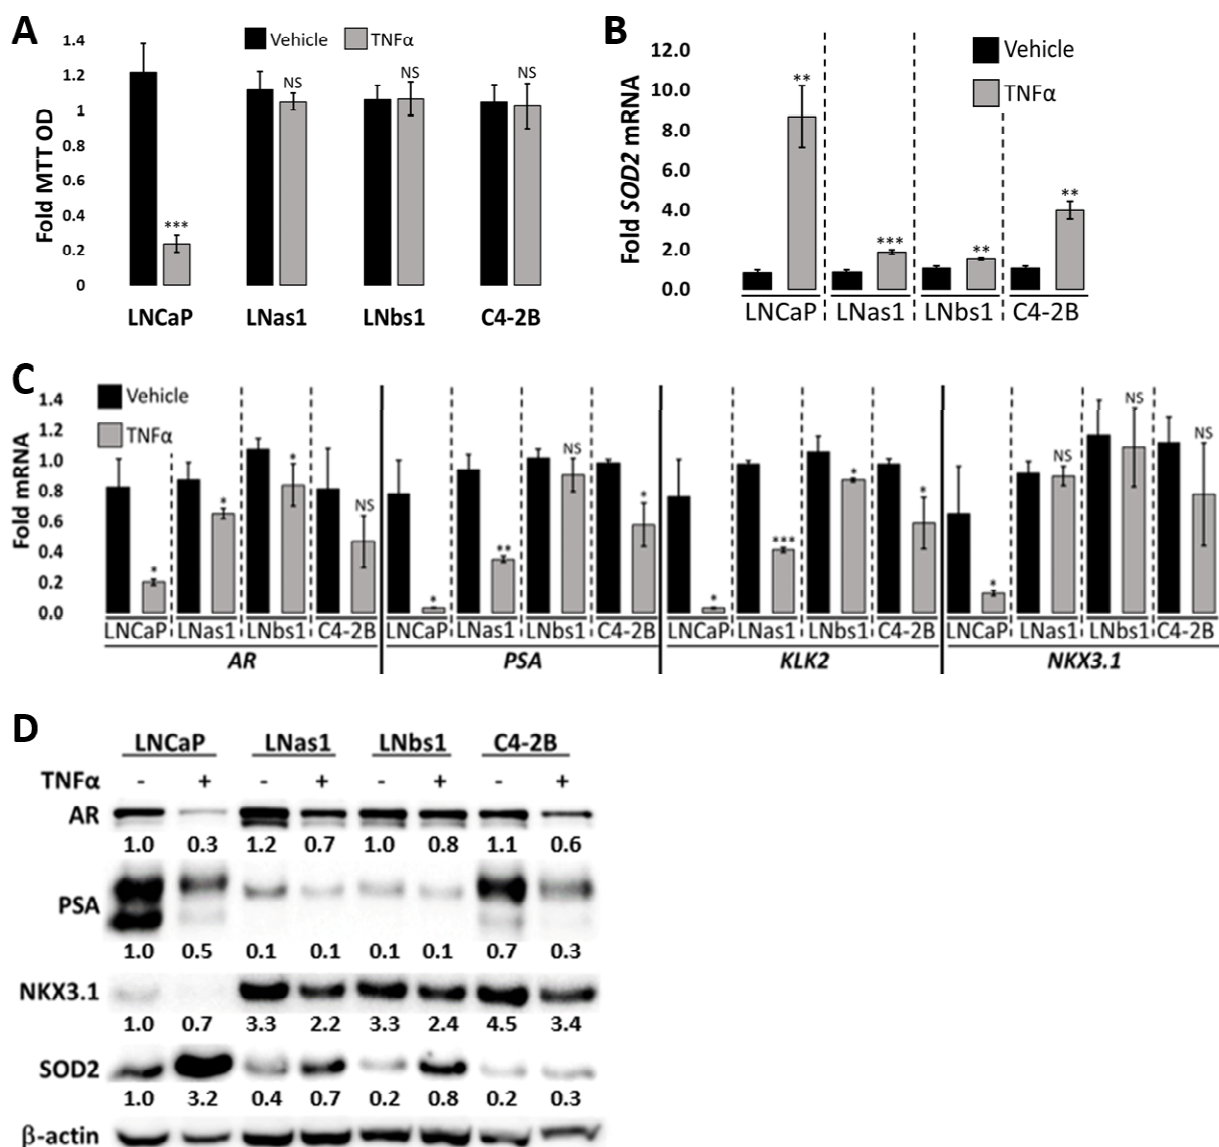 A
Vehicle TNFα
Fold MTT OD
1.4
1.2
1
0.8
0.6
0.4
0.2
0
*** NS NS NS
LNCaP LNas1 LNbs1 C4-2B
B
Vehicle
TNFα
Fold SOD2 mRNA
12.0
10.0
8.0
6.0
4.0
2.0
0.0
** *** ** **
LNCaP LNas1 LNbs1 C4-2B
C
Vehicle
TNFα
Fold mRNA
1.4
1.2
1.0
0.8
0.6
0.4
0.2
0.0
* * * NS * ** NS * * *** * * * NS NS NS
LNCaP LNas1 LNbs1 C4-2B LNCaP LNas1 LNbs1 C4-2B LNCaP LNas1 LNbs1 C4-2B LNCaP LNas1 LNbs1 C4-2B
AR PSA KLK2 NKX3.1
D
LNCaP LNas1 LNbs1 C4-2B
TNFα - + - + - + - +
AR
1.0 0.3 1.2 0.7 1.0 0.8 1.1 0.6
PSA
1.0 0.5 0.1 0.1 0.1 0.1 0.7 0.3
NKX3.1
1.0 0.7 3.3 2.2 3.3 2.4 4.5 3.4
SOD2
1.0 3.2 0.4 0.7 0.2 0.8 0.2 0.3
β-actin